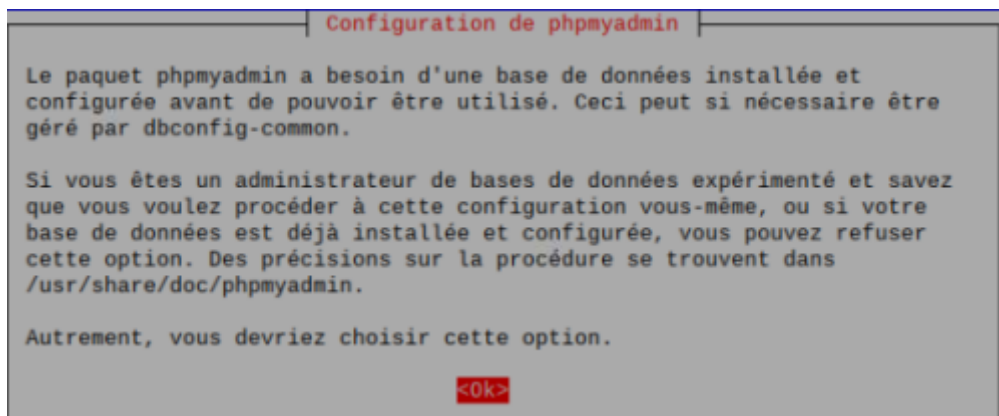 Configuration de phpmyadmin
Le paquet phpmyadmin a besoin d'une base de données installée et
configurée avant de pouvoir être utilisé. Ceci peut si nécessaire être
géré par dbconfig-common.
Si vous êtes un administrateur de bases de données expérimenté et savez
que vous voulez procéder à cette configuration vous-même, ou si votre
base de données est déjà installée et configurée, vous pouvez refuser
cette option. Des précisions sur la procédure se trouvent dans
/usr/share/doc/phpmyadmin.
Autrement, vous devriez choisir cette option.
<Ok>